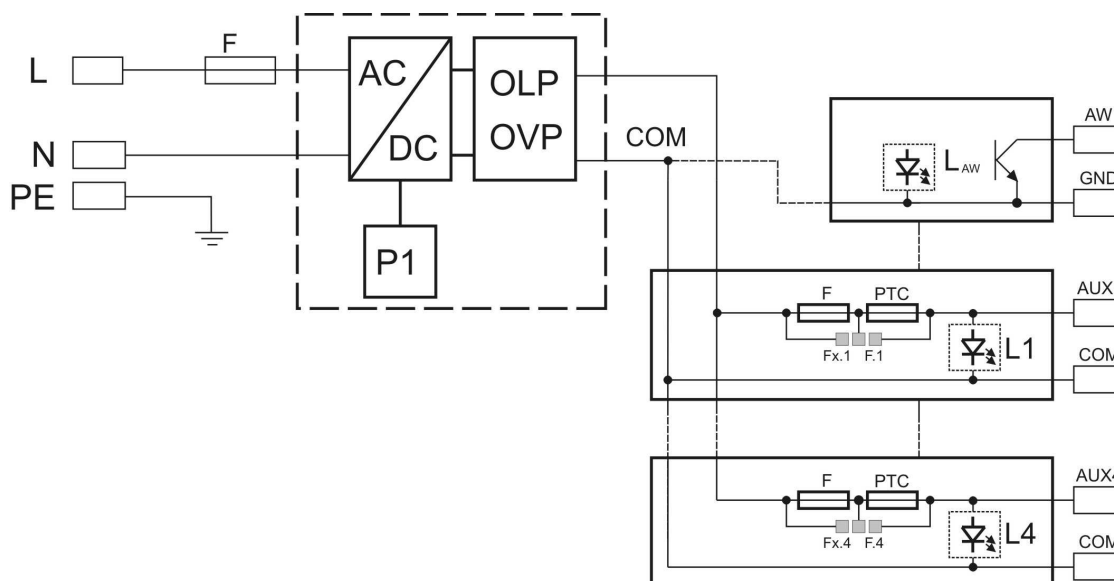 L
F
AC
DC
OLP
OVP
N
PE
P1
COM
L AW
AW
GND
F
PTC
Fx.1
F.1
L1
AUX
COM
F
PTC
Fx.4
F.4
L4
AUX4
COM